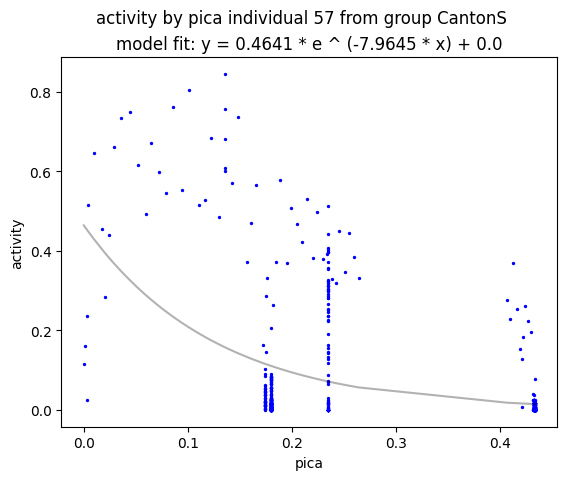 activity by pica individual 57 from group CantonS
model fit: y = 0.4641 * e ^ (-7.9645 * x) + 0.0
activity
0.8
0.6
0.4
0.2
0.0
0.0 0.1 0.2 0.3 0.4
pica